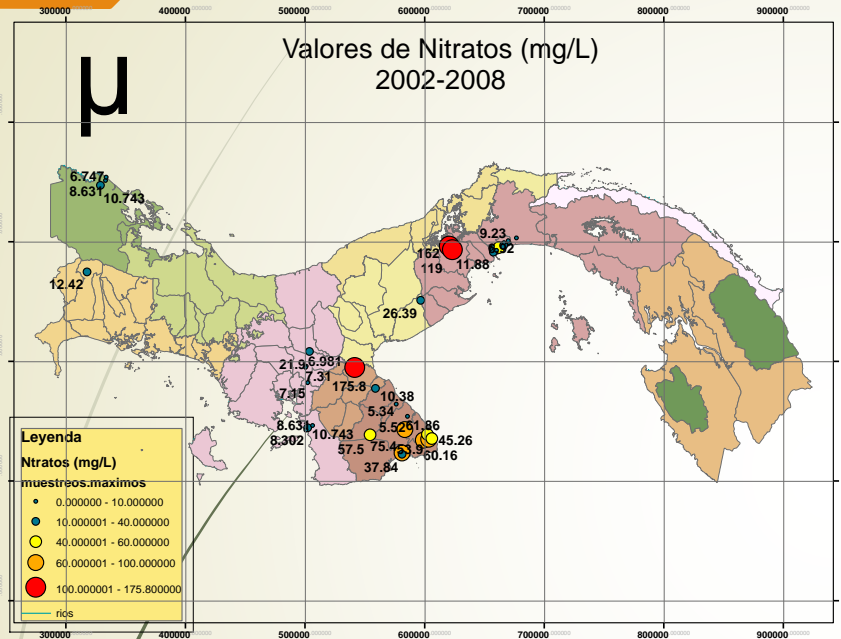 300000 400000 500000 600000 700000 800000 900000
Valores de Nitratos (mg/L)
2002-2008
µ
6.747
8.631
10.743
9.23
152
119
11.88
12.42
26.39
21.9
6.981
7.31
175.8
7.15
10.38
5.34
8.631
10.743
5.52
61.86
8.302
45.26
57.5
75.4
53.9
60.16
37.84
Leyenda
Ntratos (mg/L)
muestreos.maximos
0.000000 - 10.000000
10.000001 - 40.000000
40.000001 - 60.000000
60.000001 - 100.000000
100.000001 - 175.800000
rios
300000 400000 500000 600000 700000 800000 900000